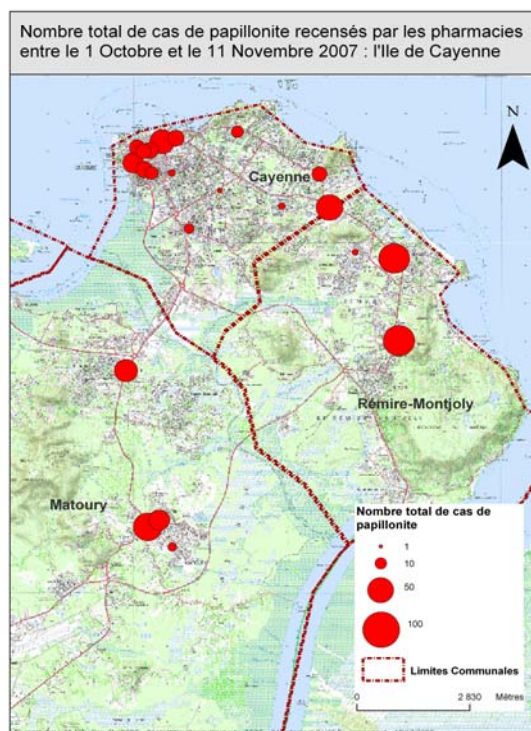 Nombre total de cas de papillonite recensés par les pharmacies
entre le 1 Octobre et le 11 Novembre 2007 : l'Ile de Cayenne
N
Cayenne
Rémire-Montjoly
Matoury
Nombre total de cas de
papillonite
1
10
50
100
Limites Communales
Mètres
0 2 830